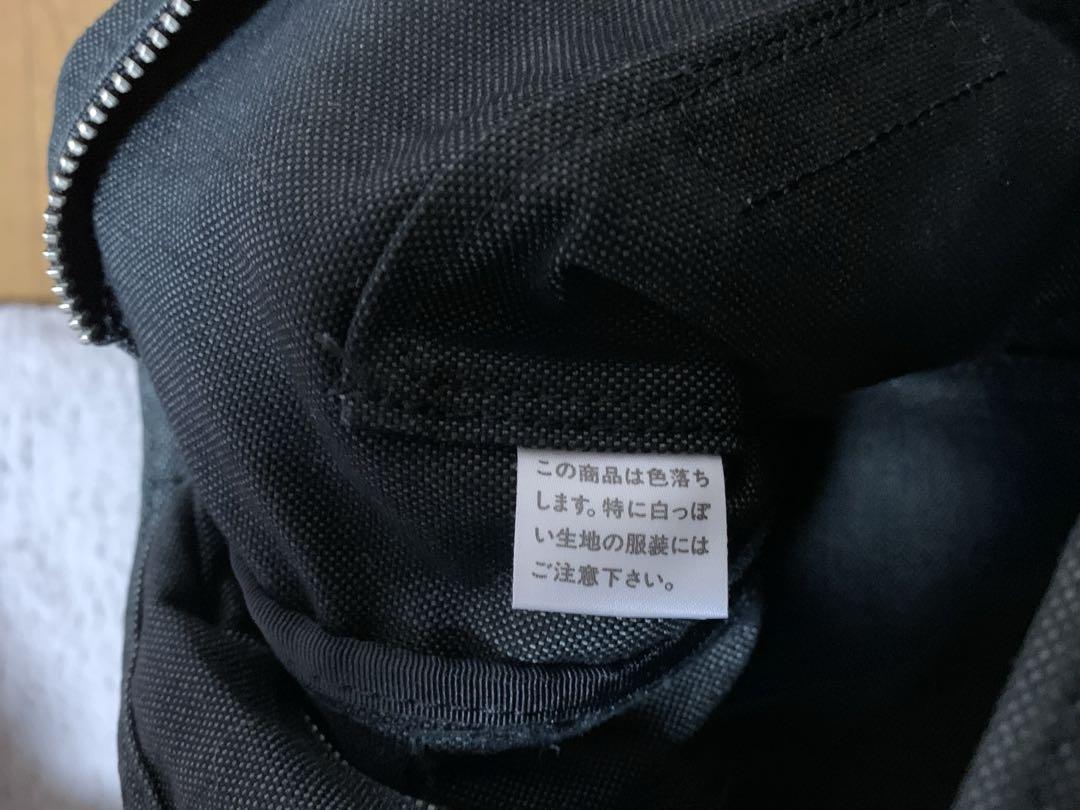 この商品は色落ち
します。特に白っぽ
い生地の服装には
ご注意下さい。